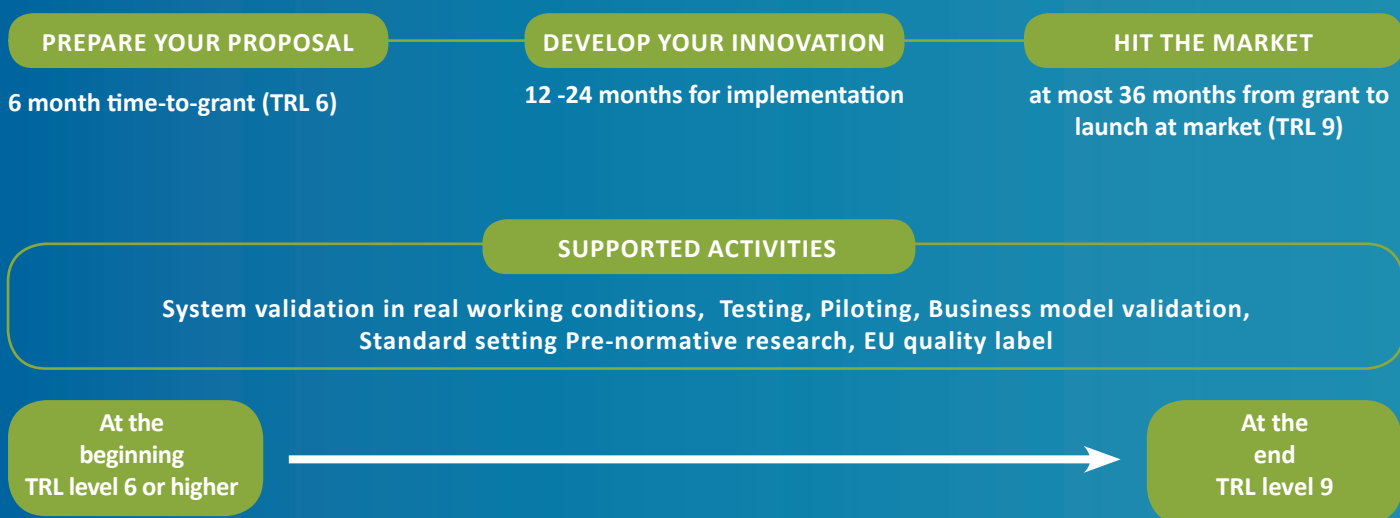 PREPARE YOUR PROPOSAL
DEVELOP YOUR INNOVATION
HIT THE MARKET
6 month time-to-grant (TRL 6)
12 -24 months for implementation
at most 36 months from grant to
launch at market (TRL 9)
SUPPORTED ACTIVITIES
System validation in real working conditions, Testing, Piloting, Business model validation,
Standard setting Pre-normative research, EU quality label
At the
beginning
TRL level 6 or higher
At the
end
TRL level 9